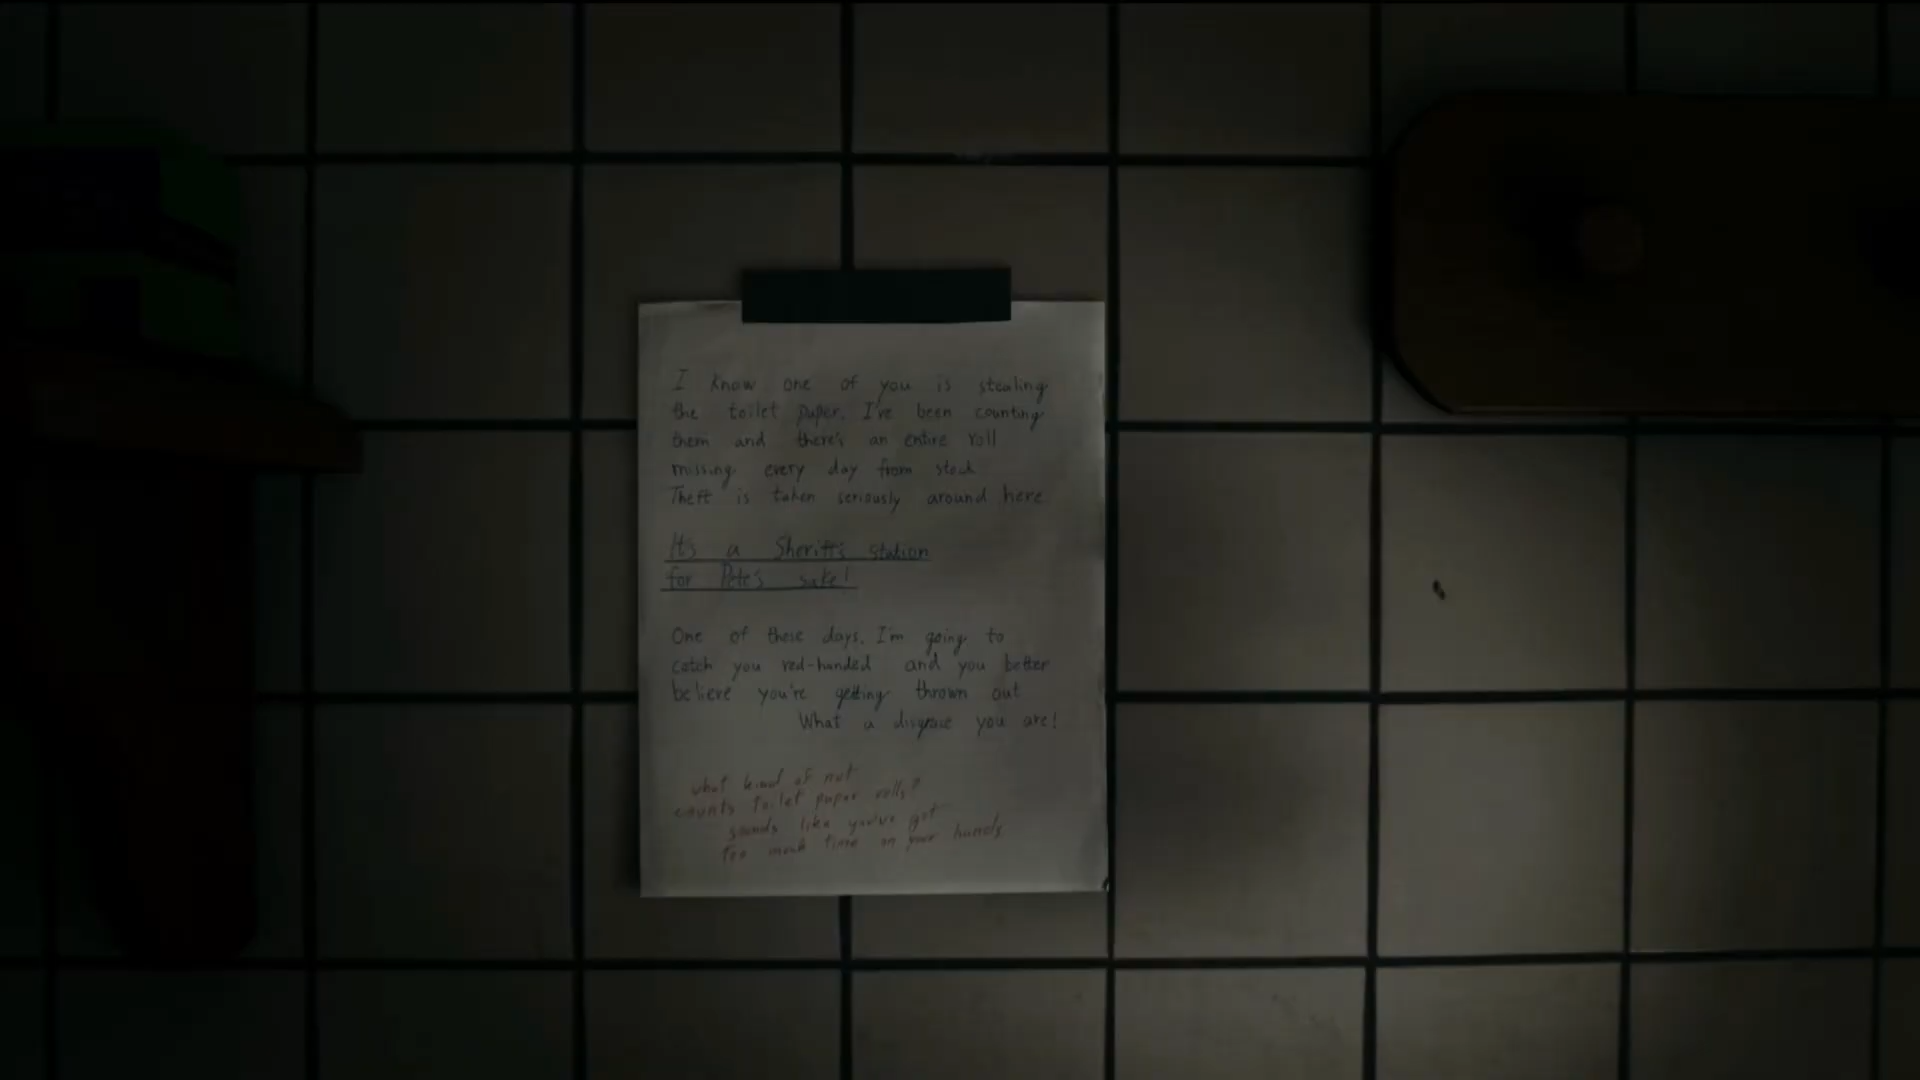 I know one of you is stealing
the toilet paper. I've been counting
them and there's an entire roll
missing. every day from stock
Theft is taken seriously around here
It's a Sheriff's station
for Pete's sake!
One of these days, I'm going to
catch you red-handed and you better
believe you're getting thrown out
What a disgrace you are!
what kind of nut
counts toilet paper rolls?
sounds like you've got
too much time on your hands